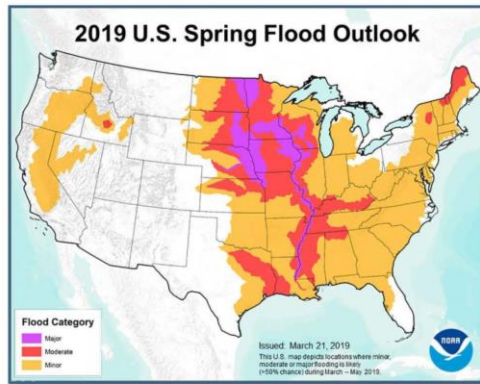 2019 U.S. Spring Flood Outlook
Flood Category
Major
Moderate
Minor
Issued: March 21, 2019
This U.S. map depicts locations where minor,
moderate or major flooding is likely
(>50% chance) during March – May 2019.
NOAA